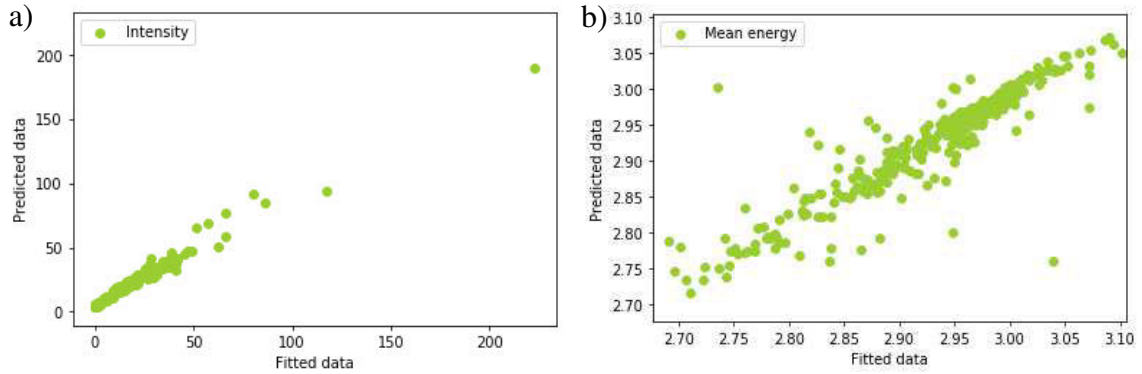 a)
Intensity
200
150
100
50
0
Predicted data
0 50 100 150 200
Fitted data
b)
Mean energy
3.10
3.05
3.00
2.95
2.90
2.85
2.80
2.75
2.70
Predicted data
2.70 2.75 2.80 2.85 2.90 2.95 3.00 3.05 3.10
Fitted data